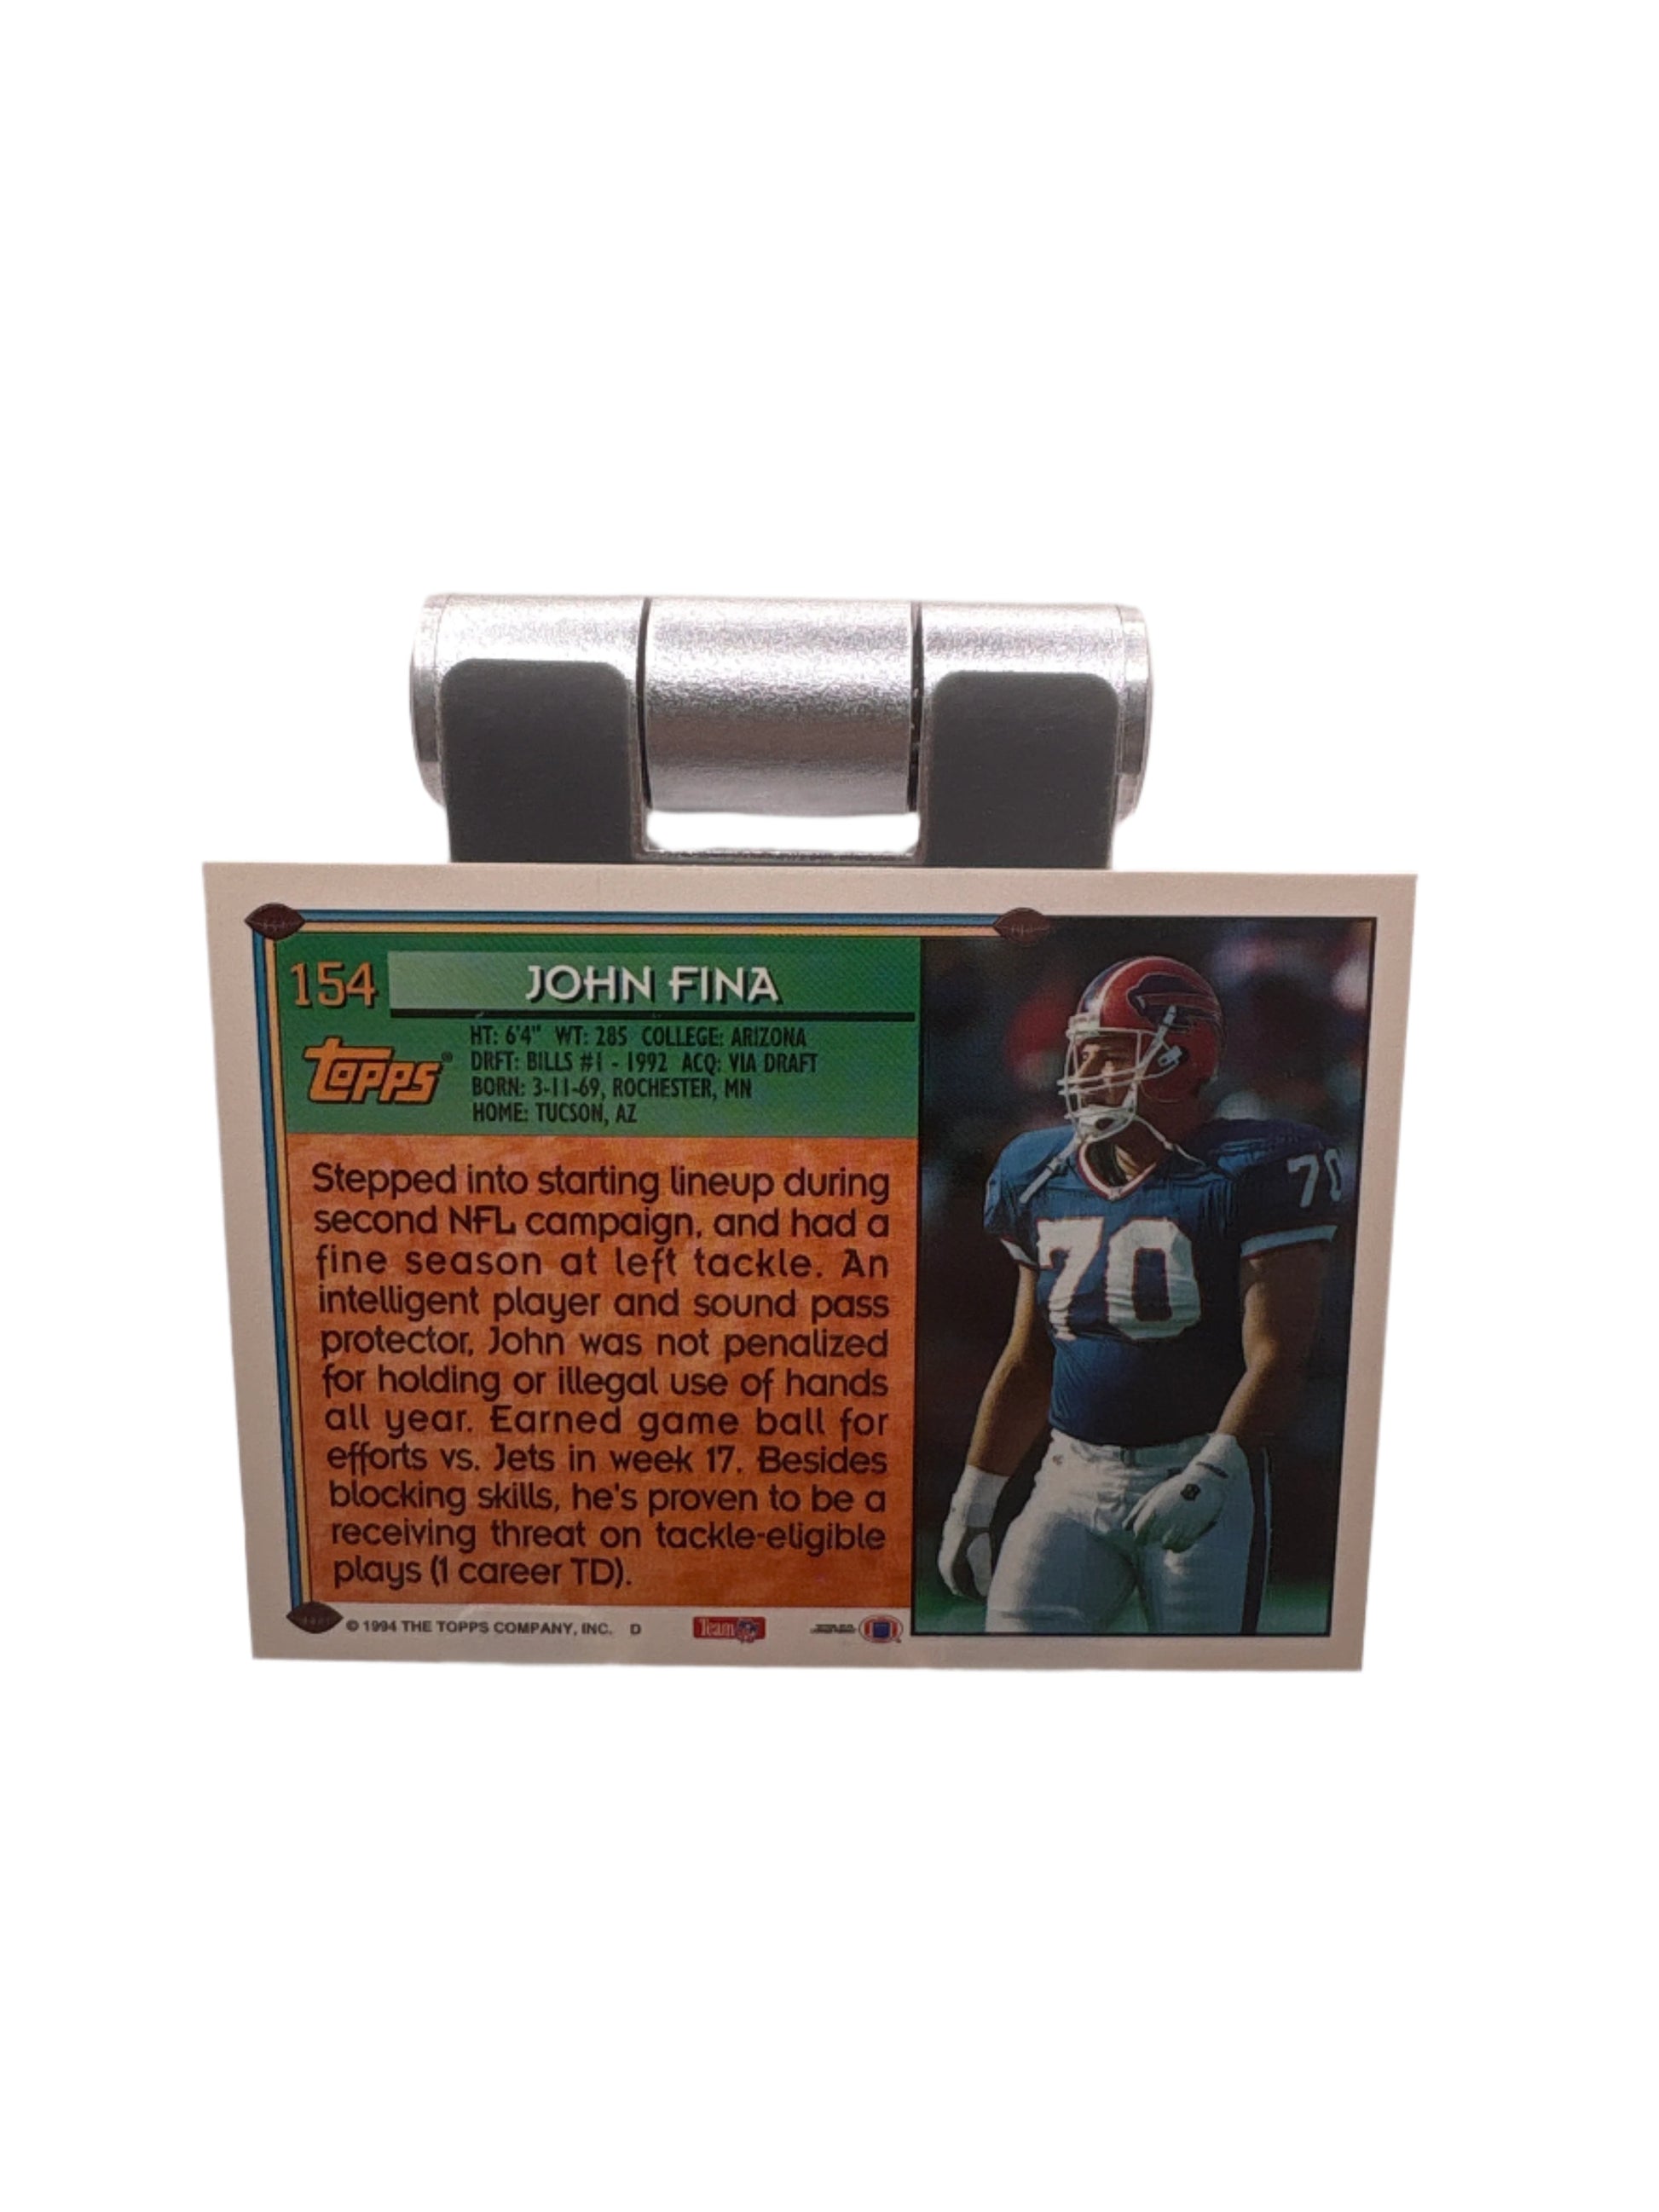 154
JOHN FINA
Topps®
HT: 6'4" WT: 285 COLLEGE: ARIZONA
DRFT: BILLS #1 - 1992 ACQ: VIA DRAFT
BORN: 3-11-69, ROCHESTER, MN
HOME: TUCSON, AZ
Stepped into starting lineup during
second NFL campaign, and had a
fine season at left tackle. An
intelligent player and sound pass
protector, John was not penalized
for holding or illegal use of hands
all year. Earned game ball for
efforts vs. Jets in week 17. Besides
blocking skills, he's proven to be a
receiving threat on tackle-eligible
plays (1 career TD).
© 1994 THE TOPPS COMPANY, INC. D
Team NFL
70
70